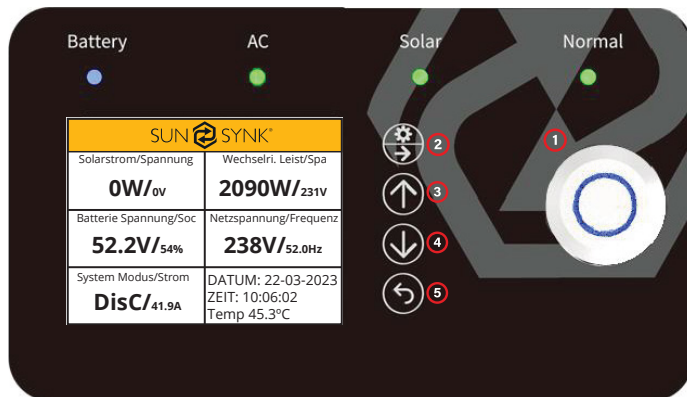 Battery AC Solar Normal
SUN SYNK®
Solarstrom/Spannung Wechselri. Leist/Spa
0W/0V 2090W/231V
Batterie Spannung/Soc Netzspannung/Frequenz
52.2V/54% 238V/52.0Hz
System Modus/Strom DATUM: 22-03-2023
DisC/41.9A ZEIT: 10:06:02
Temp 45.3ºC
1
2
3
4
5